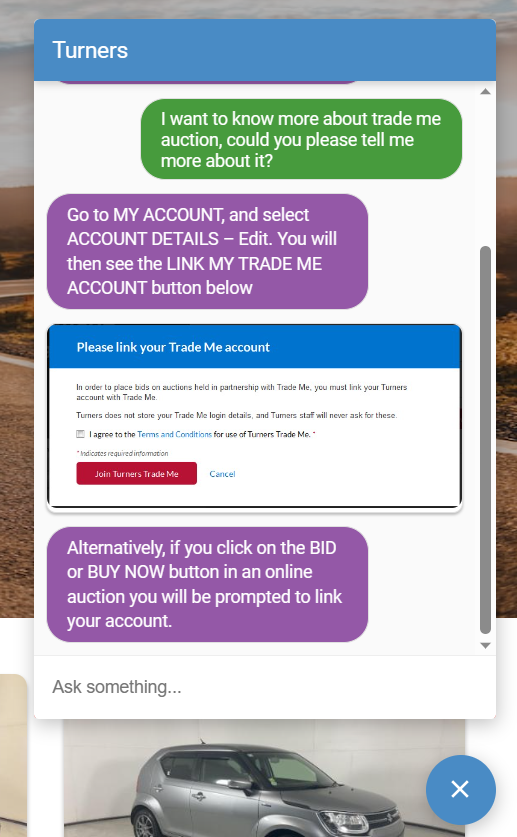 Turners
I want to know more about trade me
auction, could you please tell me
more about it?
Go to MY ACCOUNT, and select
ACCOUNT DETAILS – Edit. You will
then see the LINK MY TRADE ME
ACCOUNT button below
Please link your Trade Me account
In order to place bids on auctions held in partnership with Trade Me, you must link your Turners
account with Trade Me.
Turners does not store your Trade Me login details, and Turners staff will never ask for these.
I agree to the Terms and Conditions for use of Turners Trade Me. *
* Indicates required information
Join Turners Trade Me Cancel
Alternatively, if you click on the BID
or BUY NOW button in an online
auction you will be prompted to link
your account.
Ask something...